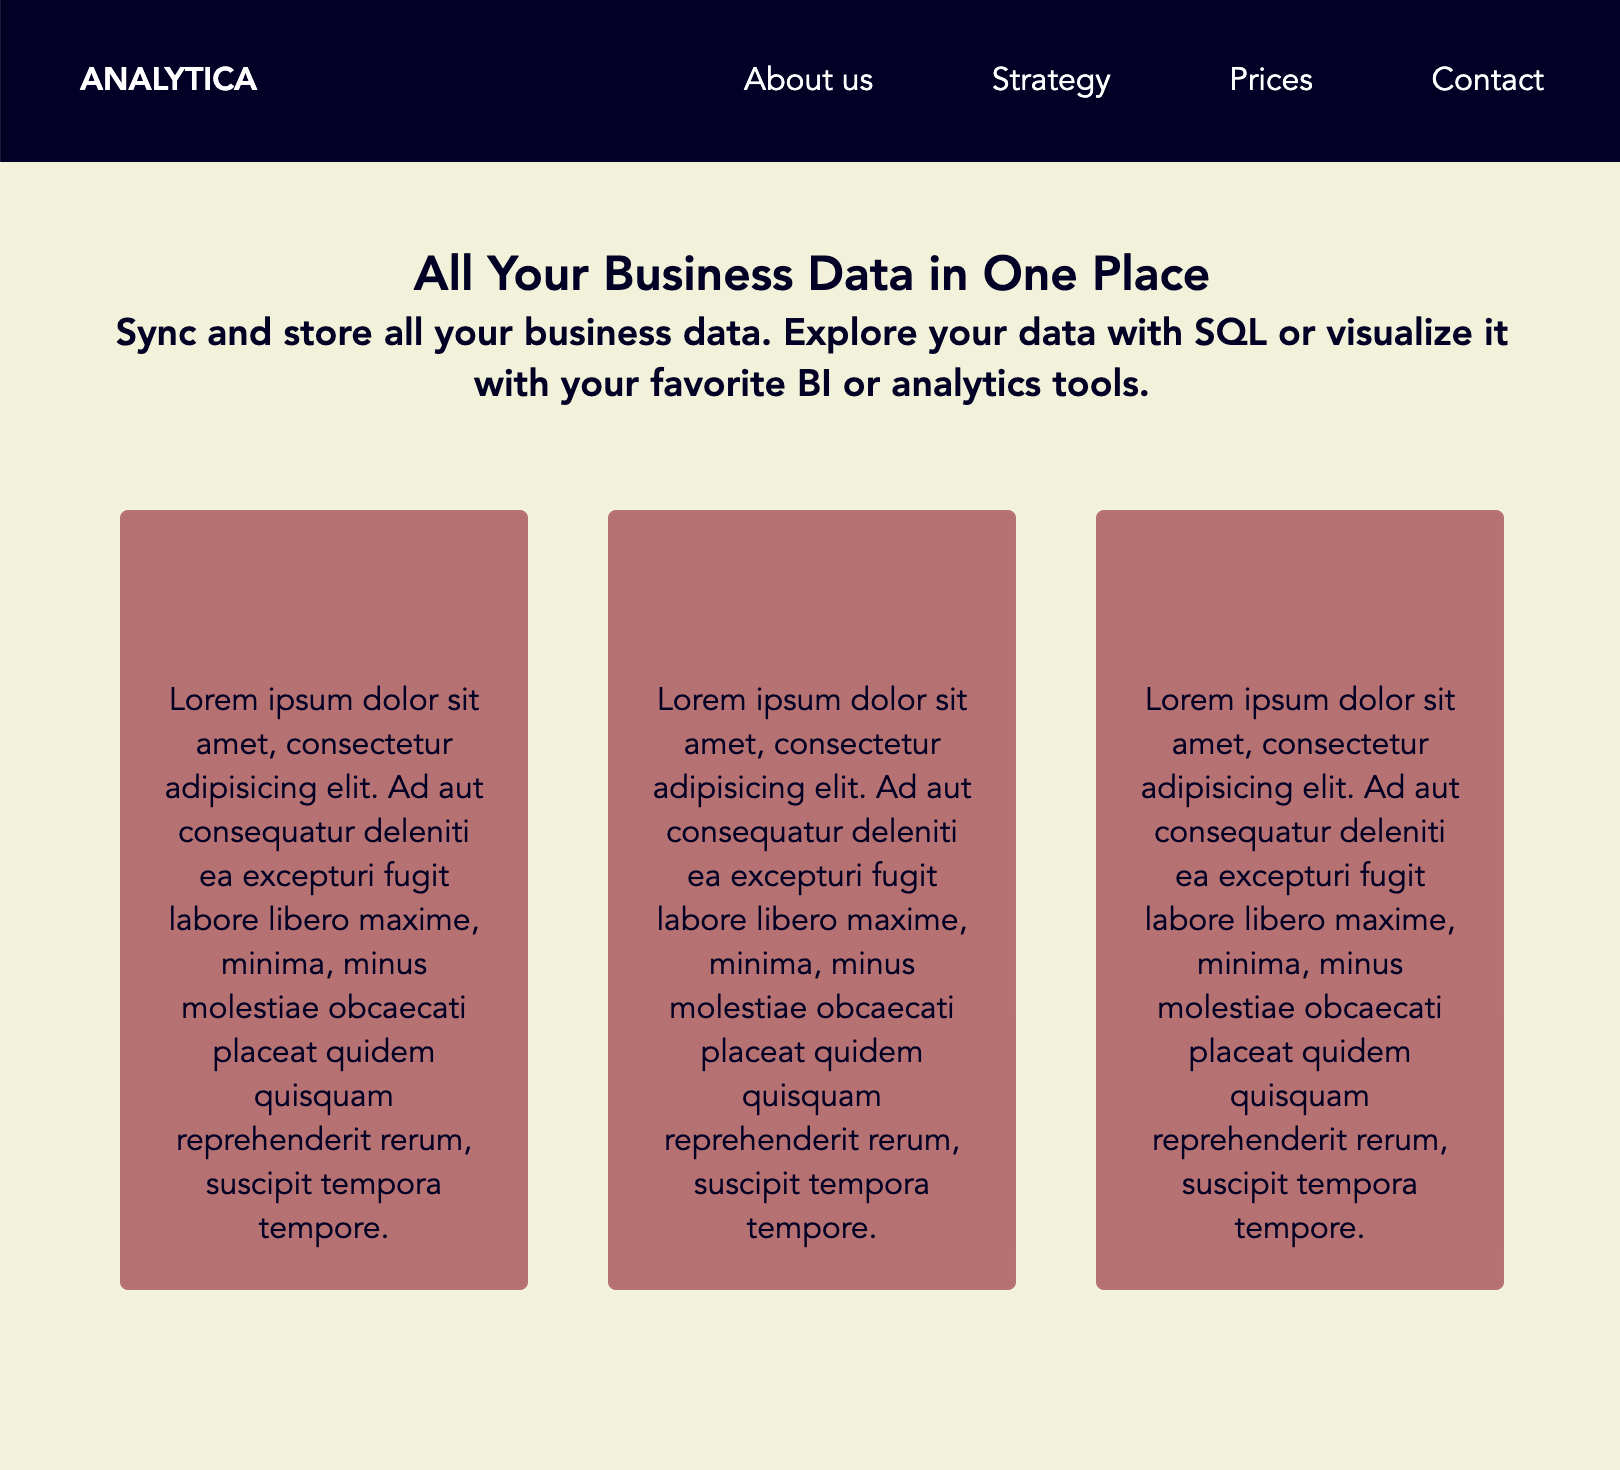 ANALYTICA
About us
Strategy
Prices
Contact
All Your Business Data in One Place
Sync and store all your business data. Explore your data with SQL or visualize it
with your favorite BI or analytics tools.
Lorem ipsum dolor sit
amet, consectetur
adipisicing elit. Ad aut
consequatur deleniti
ea excepturi fugit
labore libero maxime,
minima, minus
molestiae obcaecati
placeat quidem
quisquam
reprehenderit rerum,
suscipit tempora
tempore.
Lorem ipsum dolor sit
amet, consectetur
adipisicing elit. Ad aut
consequatur deleniti
ea excepturi fugit
labore libero maxime,
minima, minus
molestiae obcaecati
placeat quidem
quisquam
reprehenderit rerum,
suscipit tempora
tempore.
Lorem ipsum dolor sit
amet, consectetur
adipisicing elit. Ad aut
consequatur deleniti
ea excepturi fugit
labore libero maxime,
minima, minus
molestiae obcaecati
placeat quidem
quisquam
reprehenderit rerum,
suscipit tempora
tempore.